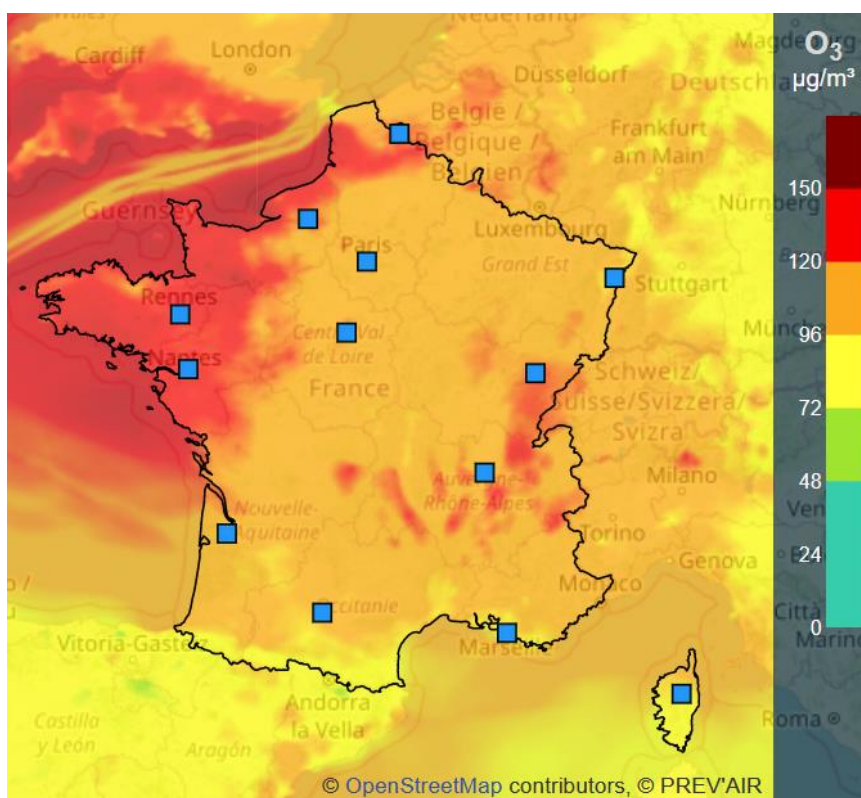 Wales
Nederland
Cardiff
London
Magdeburg
Düsseldorf
Deutschland
België /
Belgique /
Belgien
Frankfurt
am Main
Nürnberg
Guernsey
Luxembourg
Paris
Grand Est
Stuttgart
Rennes
Centre-Val
de Loire
Nantes
France
Schweiz/
Suisse/Svizzera/
Svizra
Auvergne-
Rhône-Alpes
Milano
Nouvelle-
Aquitaine
Torino
Genova
Occitanie
Monaco
Vitoria-Gasteiz
Marseille
Andorra
la Vella
Castilla
y León
Aragón
Roma
© OpenStreetMap contributors, © PREV'AIR
O₃
µg/m³
150
120
96
72
48
24
0
Città